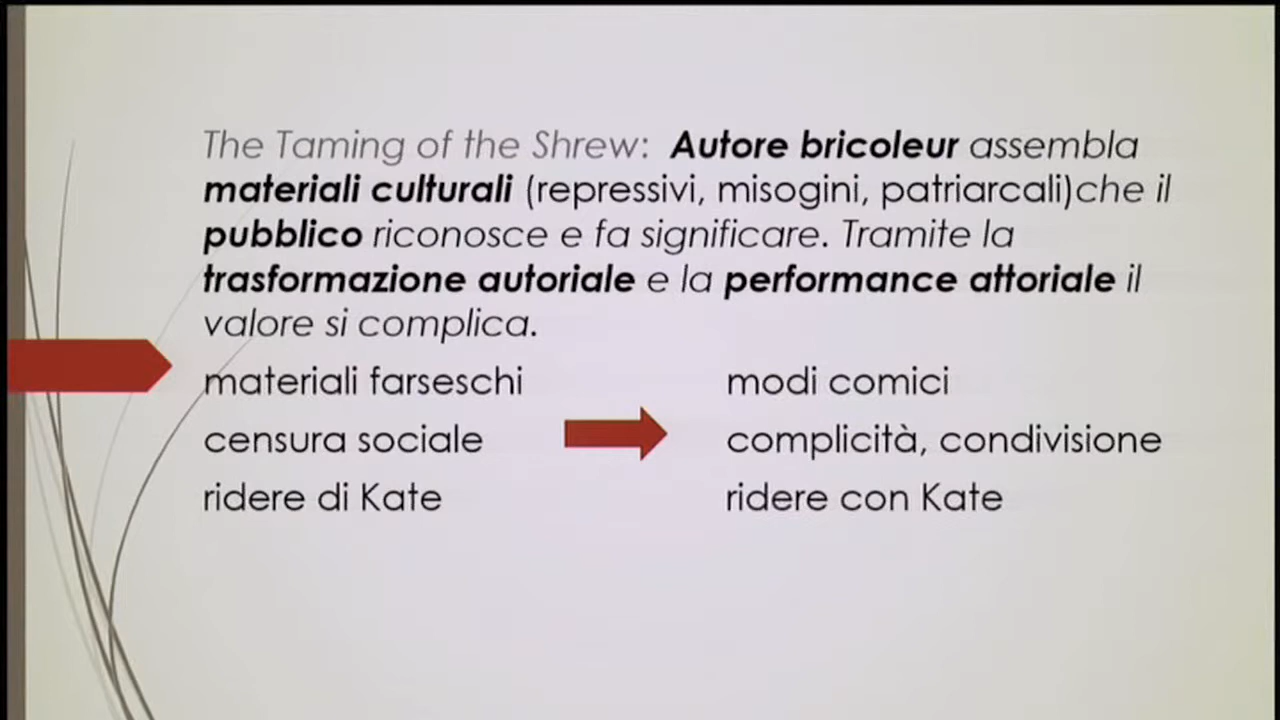 The Taming of the Shrew: Autore bricoleur assembla
materiali culturali (repressivi, misogini, patriarcali)che il
pubblico riconosce e fa significare. Tramite la
trasformazione autoriale e la performance attoriale il
valore si complica.
materiali farseschi modi comici
censura sociale complicità, condivisione
ridere di Kate ridere con Kate